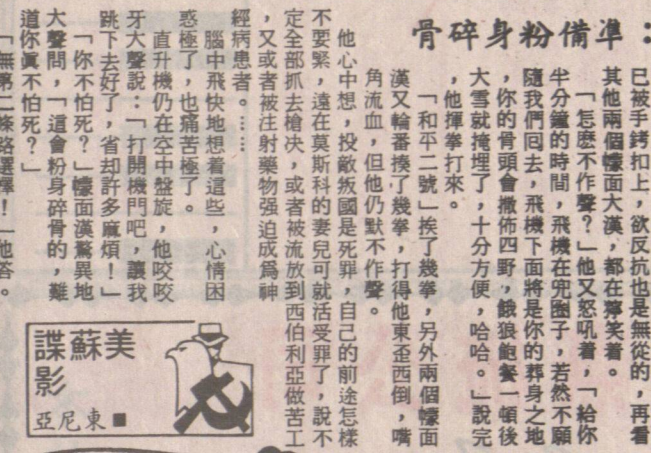 ：準備粉身碎骨
已被手銬扣上，欲反抗也是無從的，再看
其他兩個幪面大漢，都在獰笑着。
「怎麽不作聲？」他又怒吼着，「給你
半分鐘的時間，飛機在兜圈子，若然不願
隨我們囘去，飛機下面將是你的葬身之地
，你的骨頭會撒佈四野，餓狼飽餐一頓後
大雪就掩埋了，十分方便，哈哈。」說完
，他揮拳打來。
「和平二號」挨了幾拳，另外兩個幪面
漢又輪番揍了幾拳，打得他東歪西倒，嘴
角流血，但他仍默不作聲。
他心中想，投敵叛國是死罪，自己的前途怎樣
不要緊，遠在莫斯科的妻兒可就活受罪了，說不
定全部抓去槍决，或者被流放到西伯利亞做苦工
，又或者被注射藥物强迫成爲神
經病患者。……
腦中飛快地想着這些，心情困
惑極了，也痛苦極了。
直升機仍在空中盤旋，他咬咬
牙大聲說：「打開機門吧，讓我
跳下去好了，省却許多麻煩！」
「你不怕死？」幪面漢驚異地
大聲問，「這會粉身碎骨的，難
道你眞不怕死？」
「無第二條路選擇！」他答。
美蘇諜影
■東尼亞